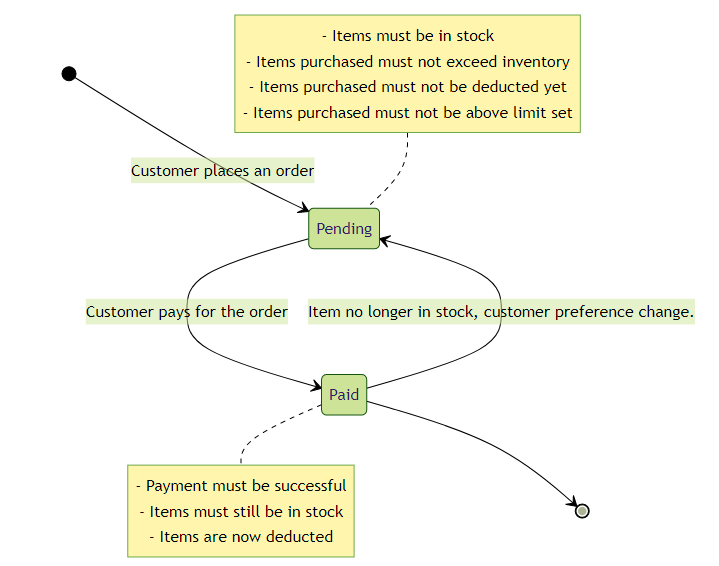 - Items must be in stock
- Items purchased must not exceed inventory
- Items purchased must not be deducted yet
- Items purchased must not be above limit set
Customer places an order
Pending
Customer pays for the order
Item no longer in stock, customer preference change.
Paid
- Payment must be successful
- Items must still be in stock
- Items are now deducted